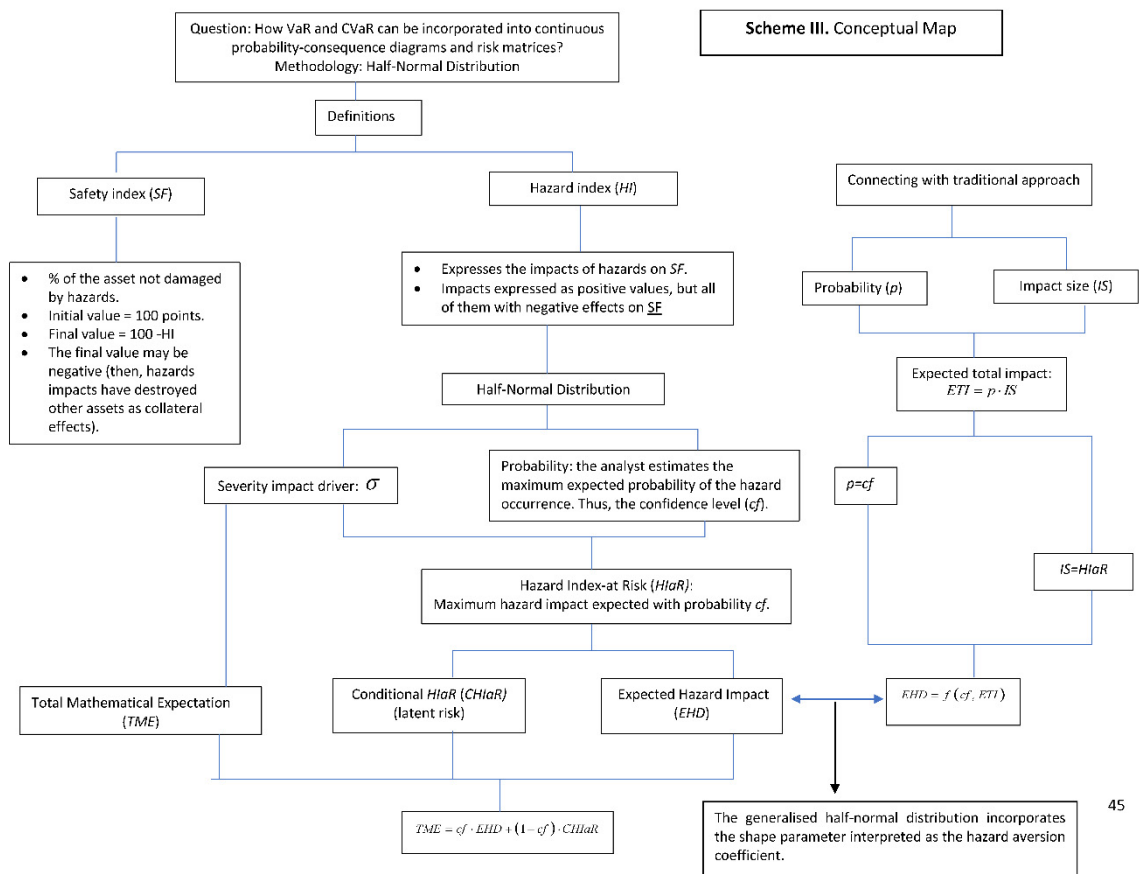 Question: How VaR and CVaR can be incorporated into continuous
probability-consequence diagrams and risk matrices?
Methodology: Half-Normal Distribution
Scheme III. Conceptual Map
Definitions
Safety index (SF)
Hazard index (HI)
Connecting with traditional approach
• % of the asset not damaged
by hazards.
• Initial value = 100 points.
• Final value = 100 -HI
• The final value may be
negative (then, hazards
impacts have destroyed
other assets as collateral
effects).
• Expresses the impacts of hazards on SF.
• Impacts expressed as positive values, but all
of them with negative effects on SF
Probability (p)
Impact size (IS)
Half-Normal Distribution
Expected total impact:
ETI = p · IS
Severity impact driver: σ
Probability: the analyst estimates the
maximum expected probability of the hazard
occurrence. Thus, the confidence level (cf).
p=cf
IS=HIaR
Hazard Index-at Risk (HIaR):
Maximum hazard impact expected with probability cf.
Total Mathematical Expectation
(TME)
Conditional HIaR (CHIaR)
(latent risk)
Expected Hazard Impact
(EHD)
EHD = f (cf, ETI)
TME = cf · EHD + (1 − cf) · CHIaR
The generalised half-normal distribution incorporates
the shape parameter interpreted as the hazard aversion
coefficient.
45